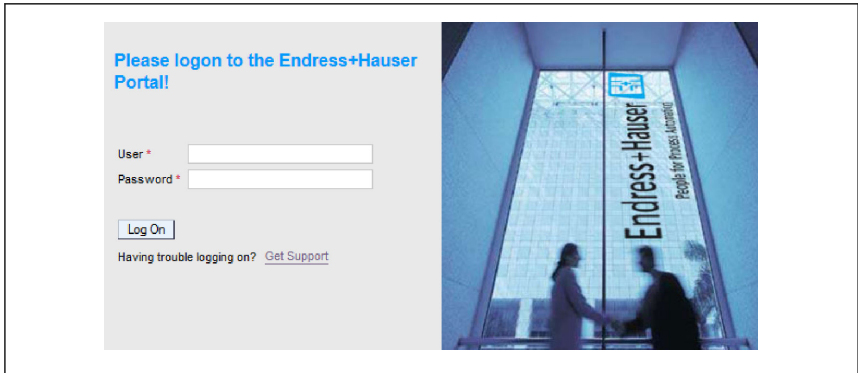 Please logon to the Endress+Hauser
Portal!
User *
Password *
Log On
Having trouble logging on? Get Support
Endress+Hauser
People for Process Automation